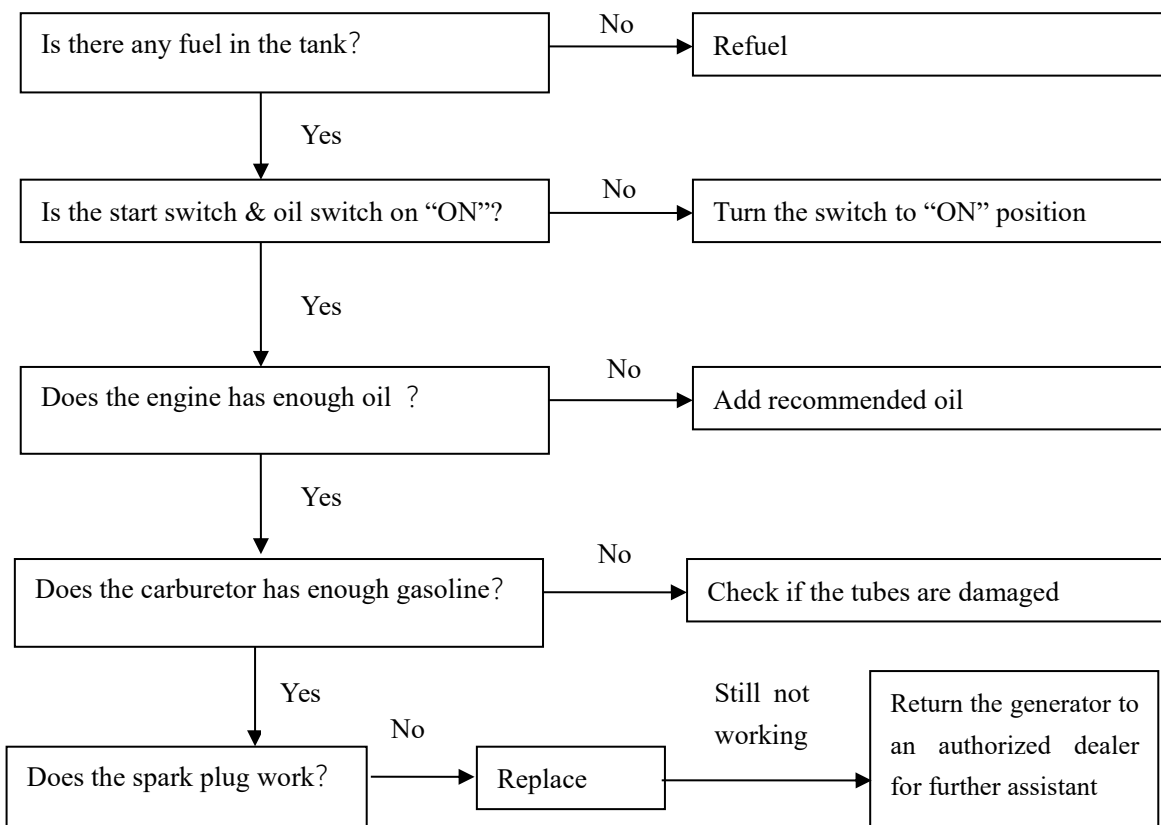 Is there any fuel in the tank？
No
Refuel
Yes
Is the start switch & oil switch on “ON”?
No
Turn the switch to “ON” position
Yes
Does the engine has enough oil ？
No
Add recommended oil
Yes
Does the carburetor has enough gasoline？
No
Check if the tubes are damaged
Yes
Does the spark plug work？
No
Replace
Still not
working
Return the generator to
an authorized dealer
for further assistant